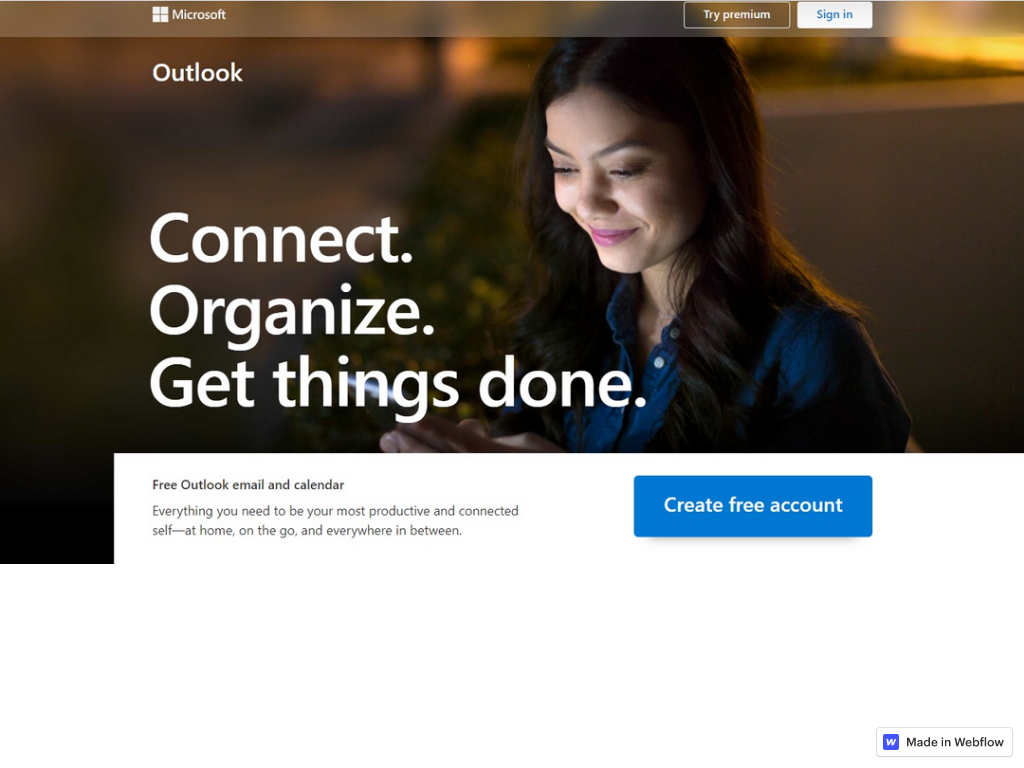 Microsoft
Try premium
Sign in
Outlook
Connect.
Organize.
Get things done.
Free Outlook email and calendar
Everything you need to be your most productive and connected
self—at home, on the go, and everywhere in between.
Create free account
Made in Webflow